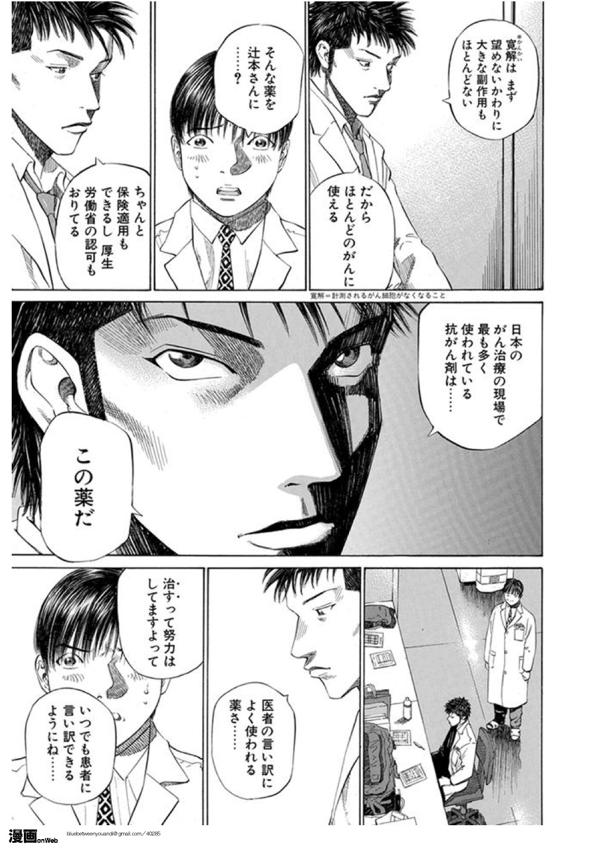 寛解は まず
かんかい
望めないかわりに
大きな副作用も
ほとんどない
だから
ほとんどのがんに
使える
そんな薬を
辻本さんに
……?
ちゃんと
保険適用も
できるし 厚生
労働省の認可も
おりてる
寛解=計測されるがん細胞がなくなること
日本の
がん治療の現場で
最も多く
使われている
抗がん剤は……
この薬だ
医者の言い訳に
よく使われる
薬さ……
治すって努力は
してますよって
いつでも患者に
言い訳できる
ようにね……
漫画onWeb
bluebetweenyouandi@gmail.com/40285